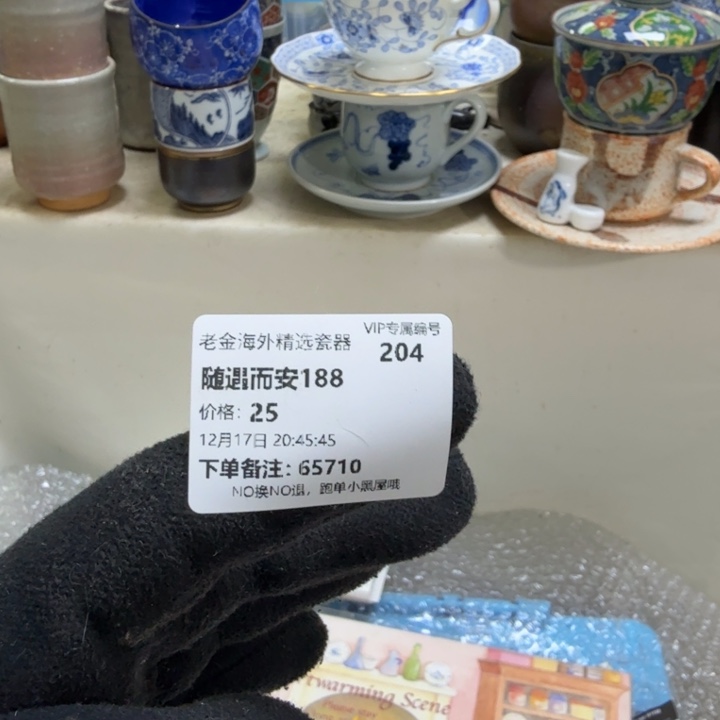 老金海外精选瓷器
VIP专属编号
204
随遇而安188
价格: 25
12月17日 20:45:45
下单备注: 65710
NO换NO退，跑单小黑屋哦
twarming Scene